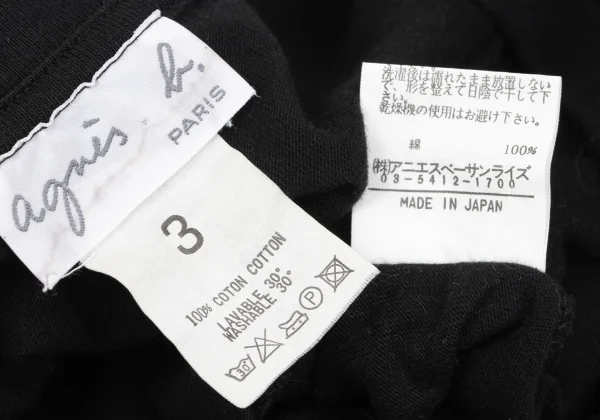 agnès b.
PARIS
3
100% COTON COTTON
LAVABLE 30°
WASHABLE 30°
30°
P
洗濯後は濡れたまま放置しない
で、形を整えて日陰で干して下
さい。
乾燥機の使用はお避け下さい。
綿 100%
(株)アニエスベーサンライズ
03-5412-1700
MADE IN JAPAN